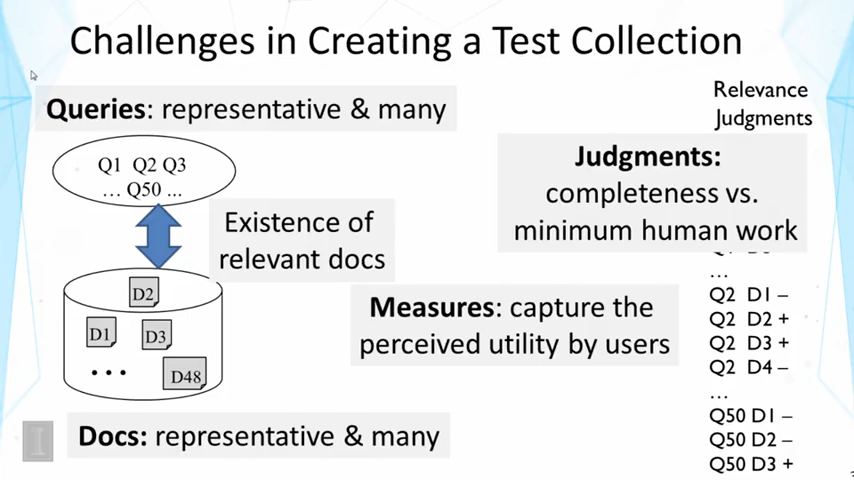 Challenges in Creating a Test Collection
Queries: representative & many
Relevance
Judgments
Q1 Q2 Q3
... Q50 ...
Judgments:
completeness vs.
minimum human work
Existence of
relevant docs
D2
D1
D3
...
D48
Measures: capture the
perceived utility by users
...
Q2 D1 –
Q2 D2 +
Q2 D3 +
Q2 D4 –
...
Q50 D1 –
Q50 D2 –
Q50 D3 +
Docs: representative & many
I